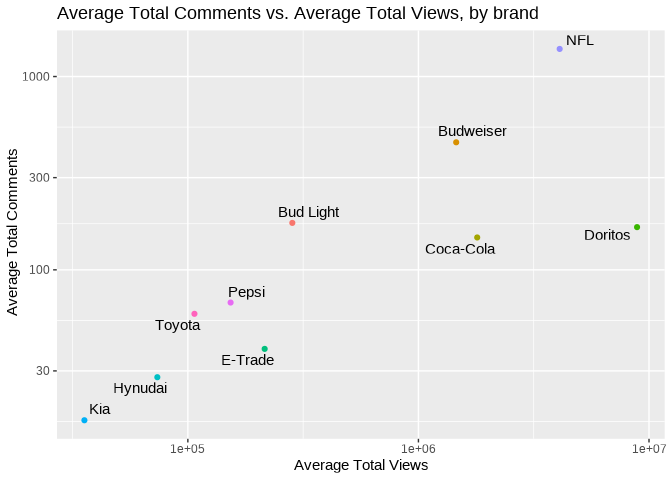 Average Total Comments vs. Average Total Views, by brand
NFL
1000
Budweiser
300
Bud Light
Doritos
Coca-Cola
100
Pepsi
Toyota
E-Trade
30
Hynudai
Kia
1e+05
1e+06
1e+07
Average Total Views
Average Total Comments